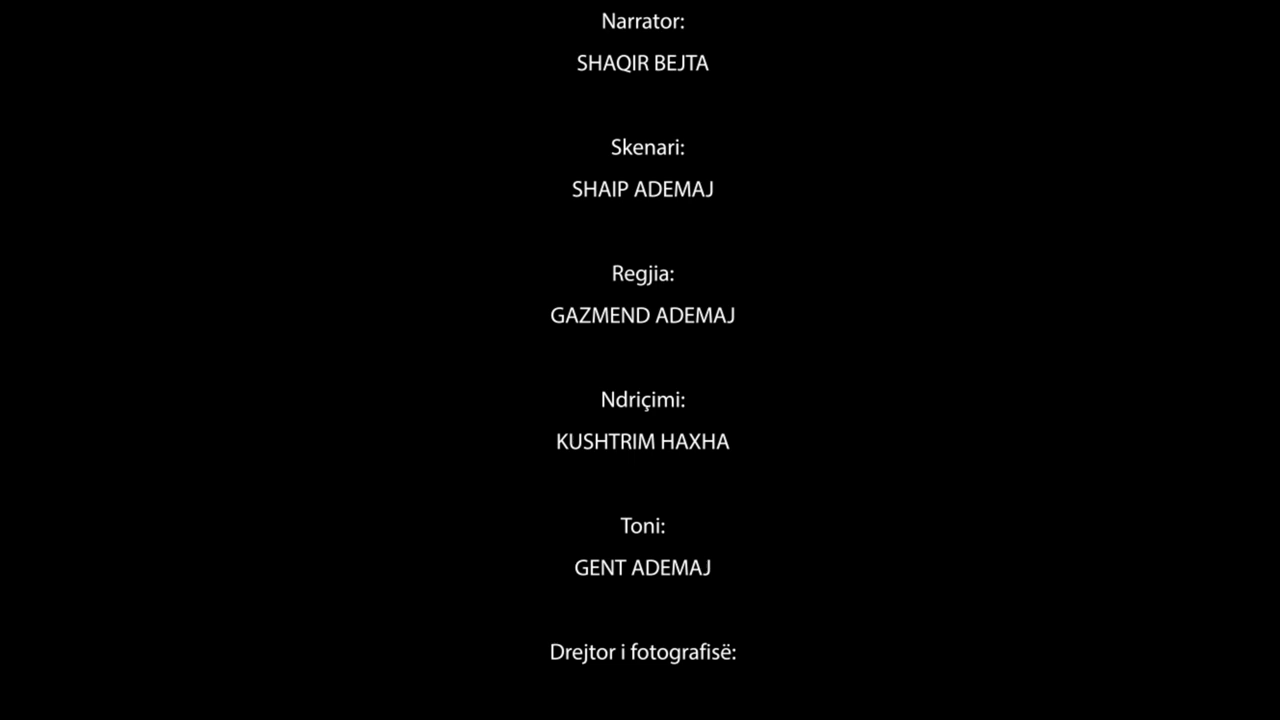 Narrator:
SHAQIR BEJTA
Skenari:
SHAIP ADEMAJ
Regjia:
GAZMEND ADEMAJ
Ndriçimi:
KUSHTRIM HAXHA
Toni:
GENT ADEMAJ
Drejtor i fotografisë: